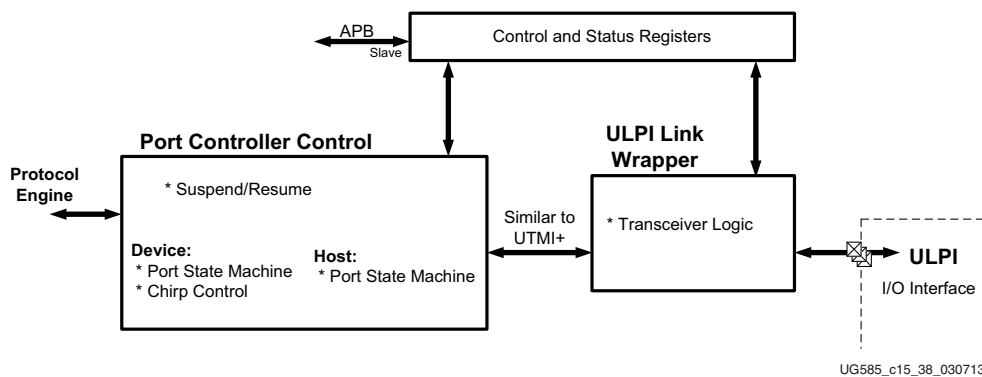 APB
Slave
Control and Status Registers
Port Controller Control
ULPI Link
Wrapper
Protocol
Engine
* Suspend/Resume
Device:
* Port State Machine
* Chirp Control
Host:
* Port State Machine
Similar to
UTMI+
* Transceiver Logic
ULPI
I/O Interface
UG585_c15_38_030713